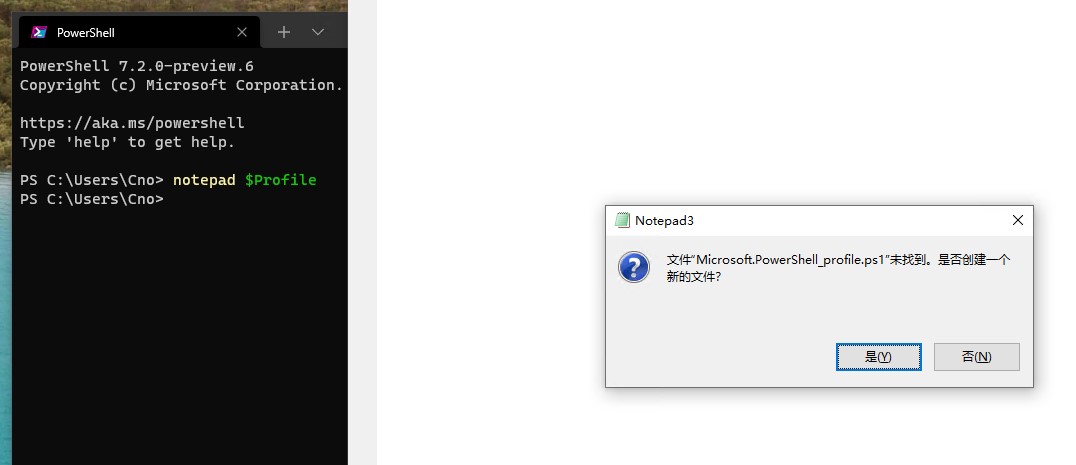 PowerShell
PowerShell 7.2.0-preview.6
Copyright (c) Microsoft Corporation.
https://aka.ms/powershell
Type 'help' to get help.
PS C:\Users\Cno> notepad $Profile
PS C:\Users\Cno>
Notepad3
文件“Microsoft.PowerShell_profile.ps1”未找到。是否创建一个
新的文件？
是(Y)
否(N)